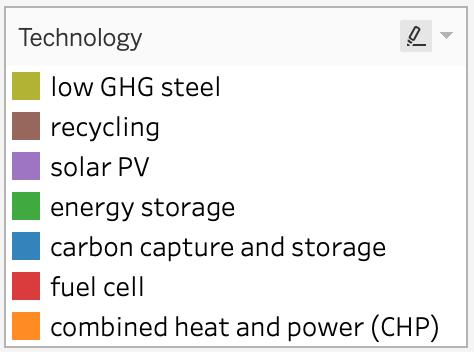 Technology
low GHG steel
recycling
solar PV
energy storage
carbon capture and storage
fuel cell
combined heat and power (CHP)